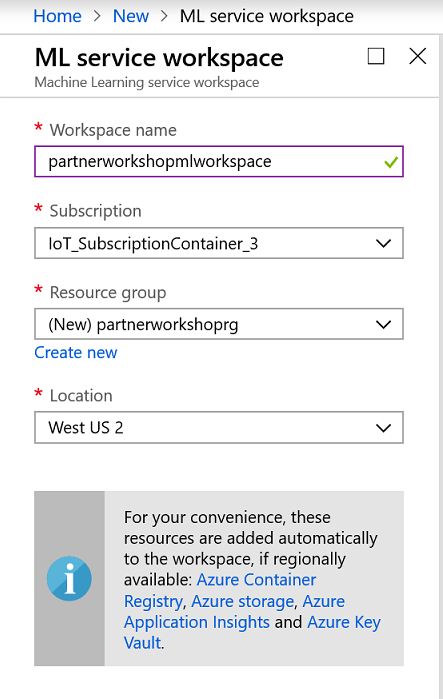 Home > New > ML service workspace
ML service workspace
Machine Learning service workspace
* Workspace name
partnerworkshopmlworkspace
* Subscription
IoT_SubscriptionContainer_3
* Resource group
(New) partnerworkshoprg
Create new
* Location
West US 2
For your convenience, these
resources are added automatically
to the workspace, if regionally
available: Azure Container
Registry, Azure storage, Azure
Application Insights and Azure Key
Vault.